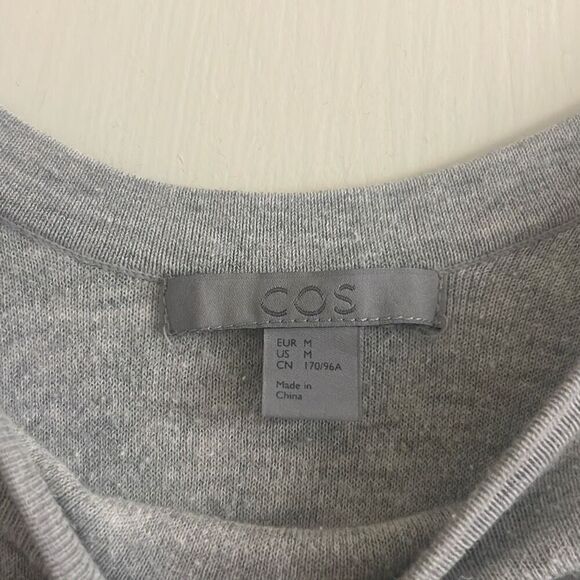 COS
EUR M
US M
CN 170/96A
Made in
China